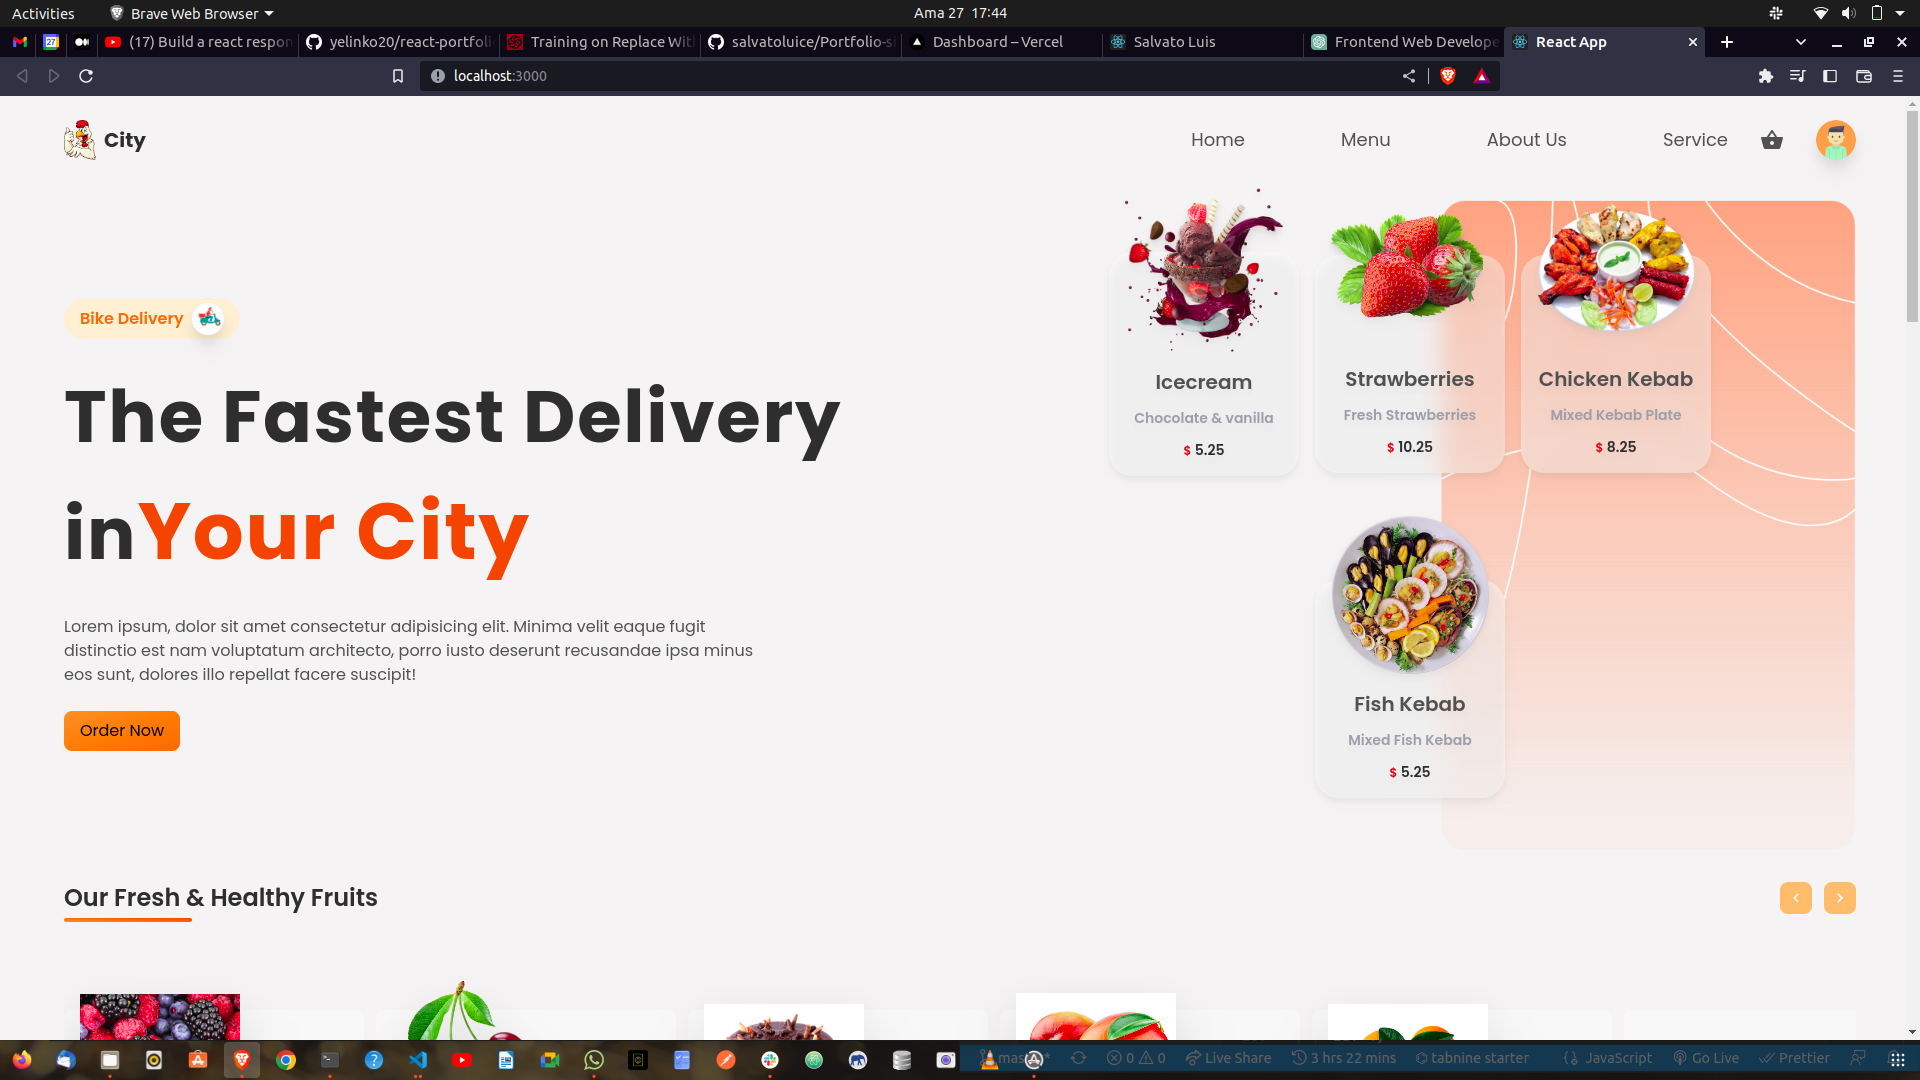 Activities
Brave Web Browser
Ama 27 17:44
(17) Build a react respon
yelinko20/react-portfoli
Training on Replace Wit
salvatoluice/Portfolio-si
Dashboard – Vercel
Salvato Luis
Frontend Web Develope
React App
localhost:3000
City
Home
Menu
About Us
Service
Bike Delivery
The Fastest Delivery
inYour City
Lorem ipsum, dolor sit amet consectetur adipisicing elit. Minima velit eaque fugit
distinctio est nam voluptatum architecto, porro iusto deserunt recusandae ipsa minus
eos sunt, dolores illo repellat facere suscipit!
Order Now
Icecream
Chocolate & vanilla
$ 5.25
Strawberries
Fresh Strawberries
$ 10.25
Chicken Kebab
Mixed Kebab Plate
$ 8.25
Fish Kebab
Mixed Fish Kebab
$ 5.25
Our Fresh & Healthy Fruits
0
0
Live Share
3 hrs 22 mins
tabnine starter
JavaScript
Go Live
Prettier